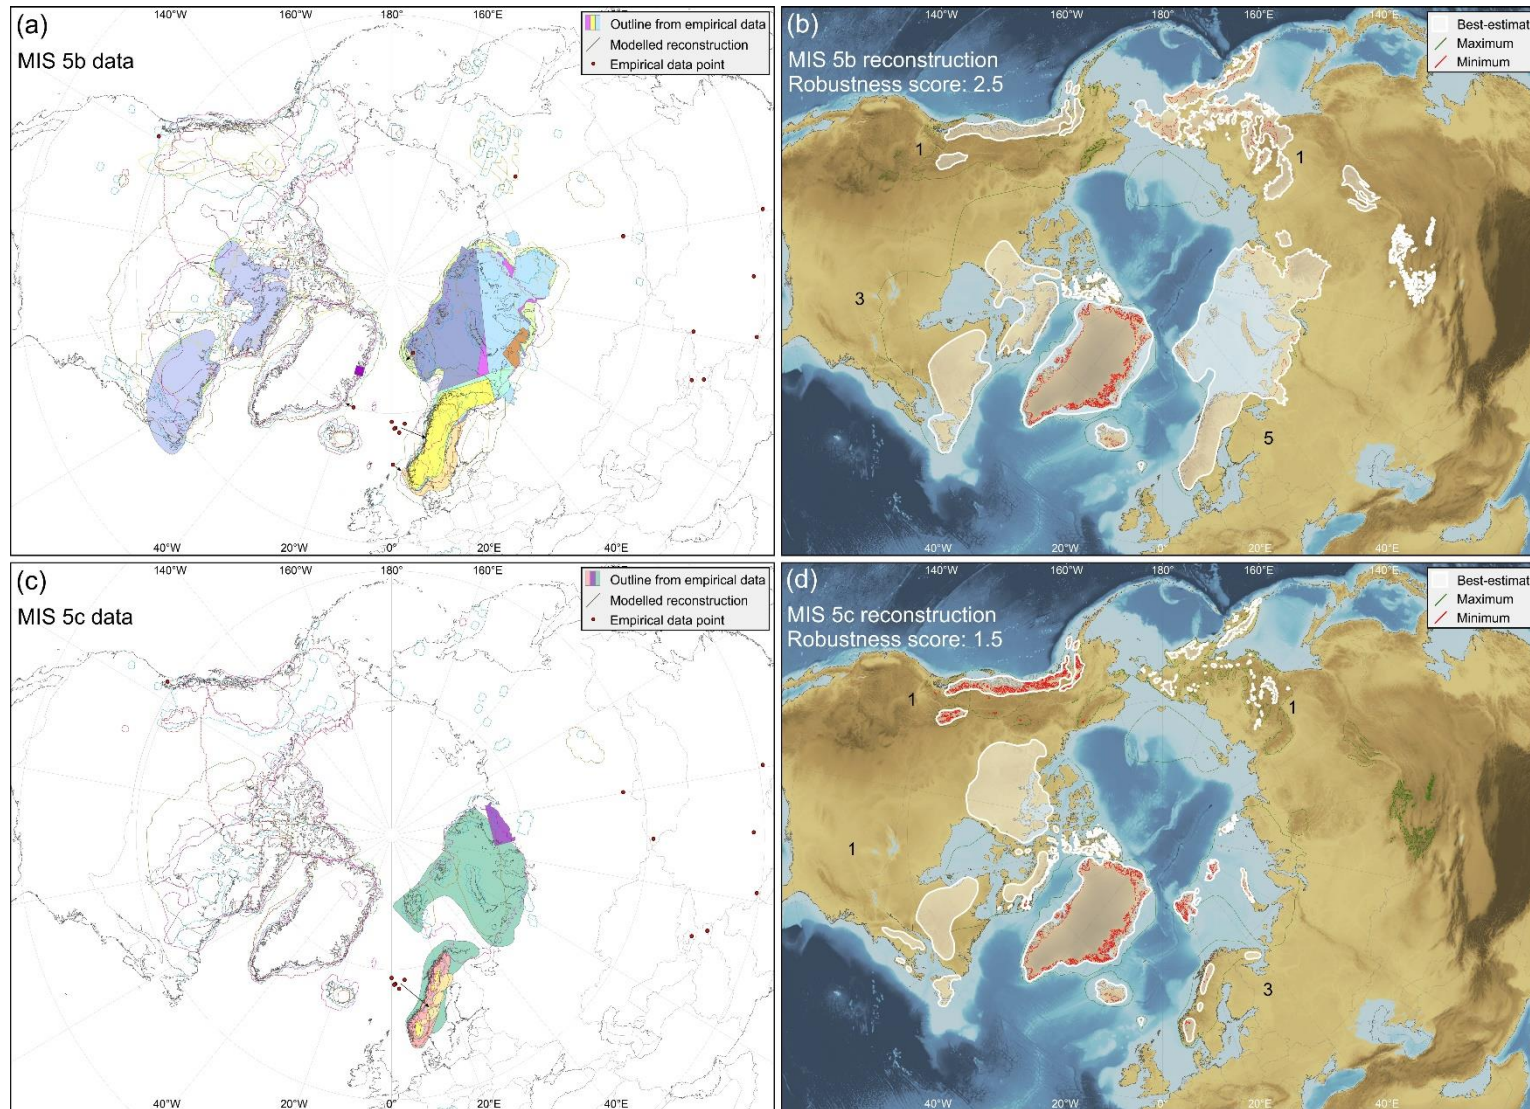 (a)
140°W
160°W
180°
160°E
Outline from empirical data
Modelled reconstruction
Empirical data point
MIS 5b data
40°W
20°W
0°
20°E
(b)
140°W
160°W
180°
160°E
Best-estimat
Maximum
Minimum
MIS 5b reconstruction
Robustness score: 2.5
1
1
3
5
40°W
20°W
0°
20°E
40°E
(c)
140°W
160°W
180°
160°E
Outline from empirical data
Modelled reconstruction
Empirical data point
MIS 5c data
40°W
20°W
0°
20°E
(d)
140°W
160°W
180°
160°E
Best-estimat
Maximum
Minimum
MIS 5c reconstruction
Robustness score: 1.5
1
1
1
3
40°W
20°W
0°
20°E
40°E